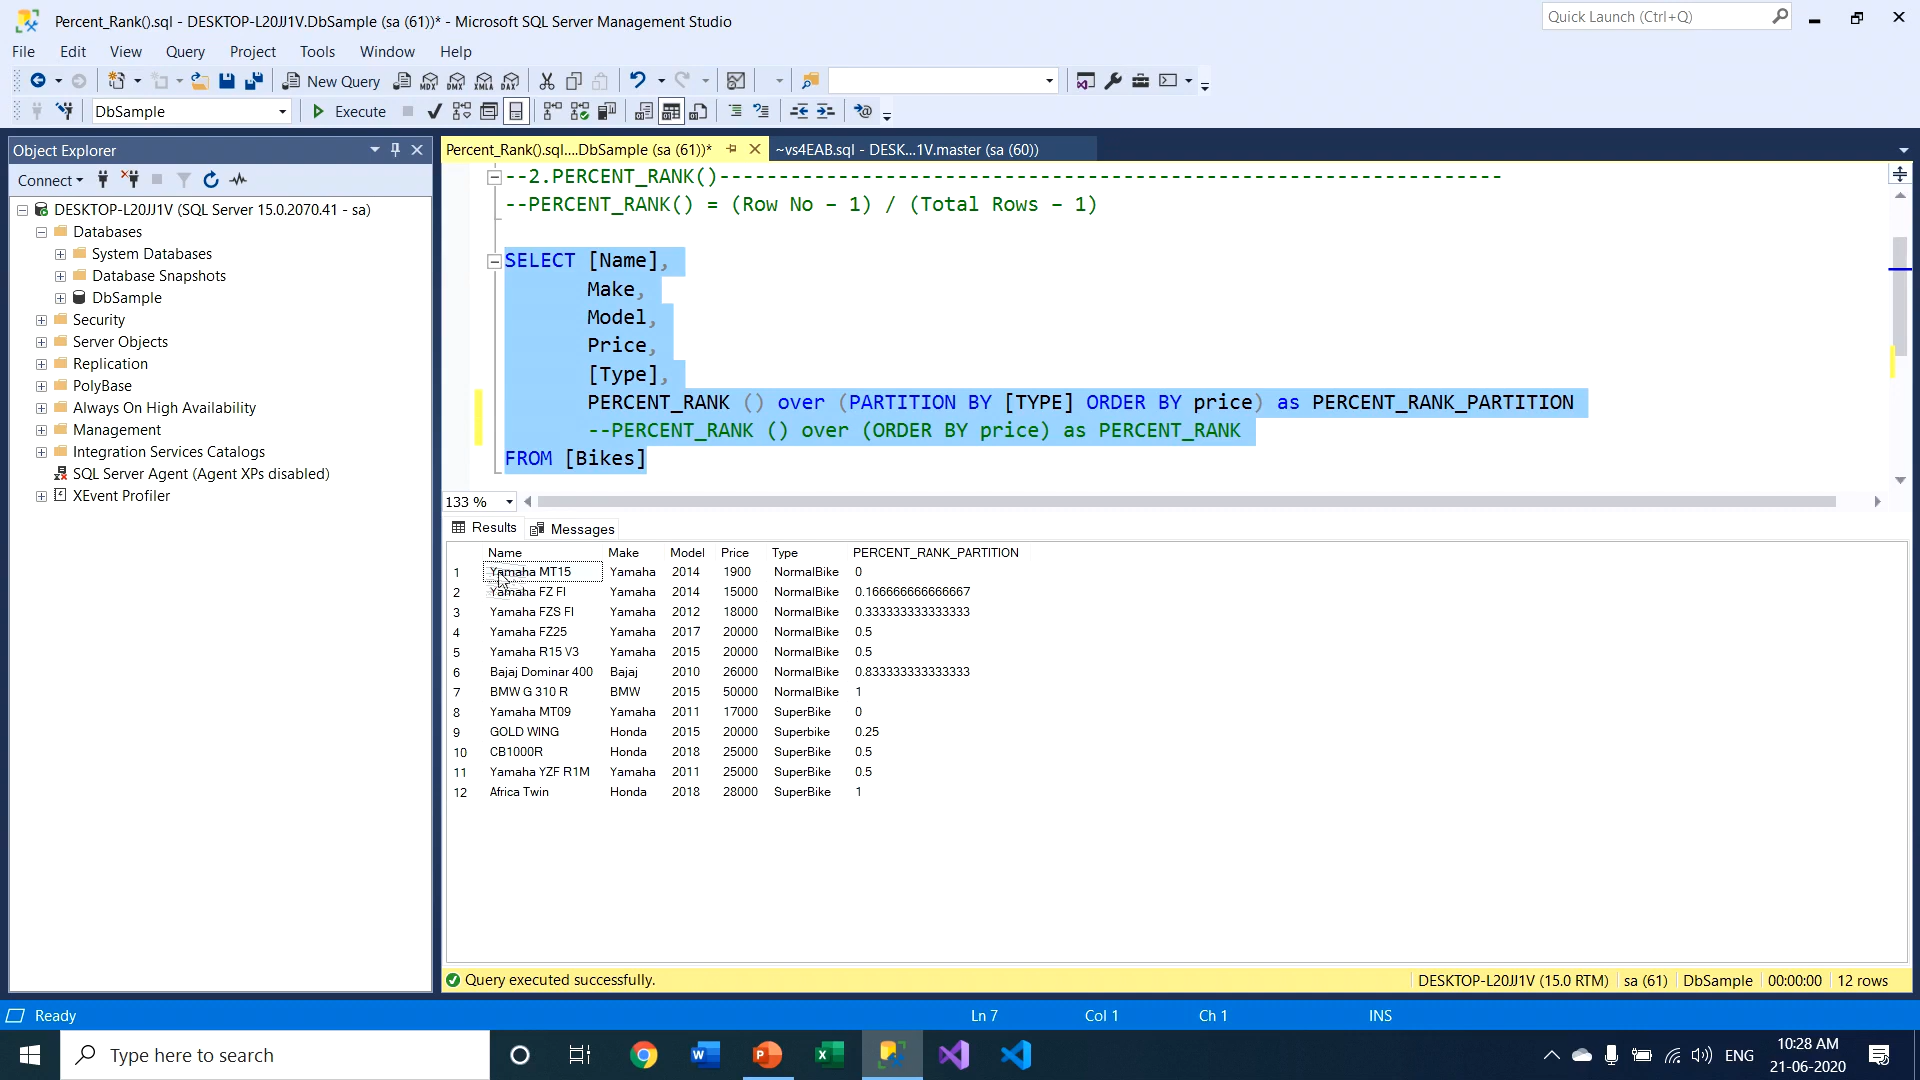 Percent_Rank().sql - DESKTOP-L20JJ1V.DbSample (sa (61))* - Microsoft SQL Server Management Studio
Quick Launch (Ctrl+Q)
File Edit View Query Project Tools Window Help
New Query MDX DMX XMLA DAX
DbSample Execute
Object Explorer
Connect
DESKTOP-L20JJ1V (SQL Server 15.0.2070.41 - sa)
Databases
System Databases
Database Snapshots
DbSample
Security
Server Objects
Replication
PolyBase
Always On High Availability
Management
Integration Services Catalogs
SQL Server Agent (Agent XPs disabled)
XEvent Profiler
Percent_Rank().sql....DbSample (sa (61))* ~vs4EAB.sql - DESK...1V.master (sa (60))
--2.PERCENT_RANK()------------------------------------------------------------------
--PERCENT_RANK() = (Row No - 1) / (Total Rows - 1)
SELECT [Name],
Make,
Model,
Price,
[Type],
PERCENT_RANK () over (PARTITION BY [TYPE] ORDER BY price) as PERCENT_RANK_PARTITION
--PERCENT_RANK () over (ORDER BY price) as PERCENT_RANK
FROM [Bikes]
133 %
Results Messages
Name Make Model Price Type PERCENT_RANK_PARTITION
1 Yamaha MT15 Yamaha 2014 1900 NormalBike 0
2 Yamaha FZ FI Yamaha 2014 15000 NormalBike 0.166666666666667
3 Yamaha FZS FI Yamaha 2012 18000 NormalBike 0.333333333333333
4 Yamaha FZ25 Yamaha 2017 20000 NormalBike 0.5
5 Yamaha R15 V3 Yamaha 2015 20000 NormalBike 0.5
6 Bajaj Dominar 400 Bajaj 2010 26000 NormalBike 0.833333333333333
7 BMW G 310 R BMW 2015 50000 NormalBike 1
8 Yamaha MT09 Yamaha 2011 17000 SuperBike 0
9 GOLD WING Honda 2015 20000 Superbike 0.25
10 CB1000R Honda 2018 25000 SuperBike 0.5
11 Yamaha YZF R1M Yamaha 2011 25000 SuperBike 0.5
12 Africa Twin Honda 2018 28000 SuperBike 1
Query executed successfully. DESKTOP-L20JJ1V (15.0 RTM) sa (61) DbSample 00:00:00 12 rows
Ready Ln 7 Col 1 Ch 1 INS
Type here to search
ENG
10:28 AM
21-06-2020